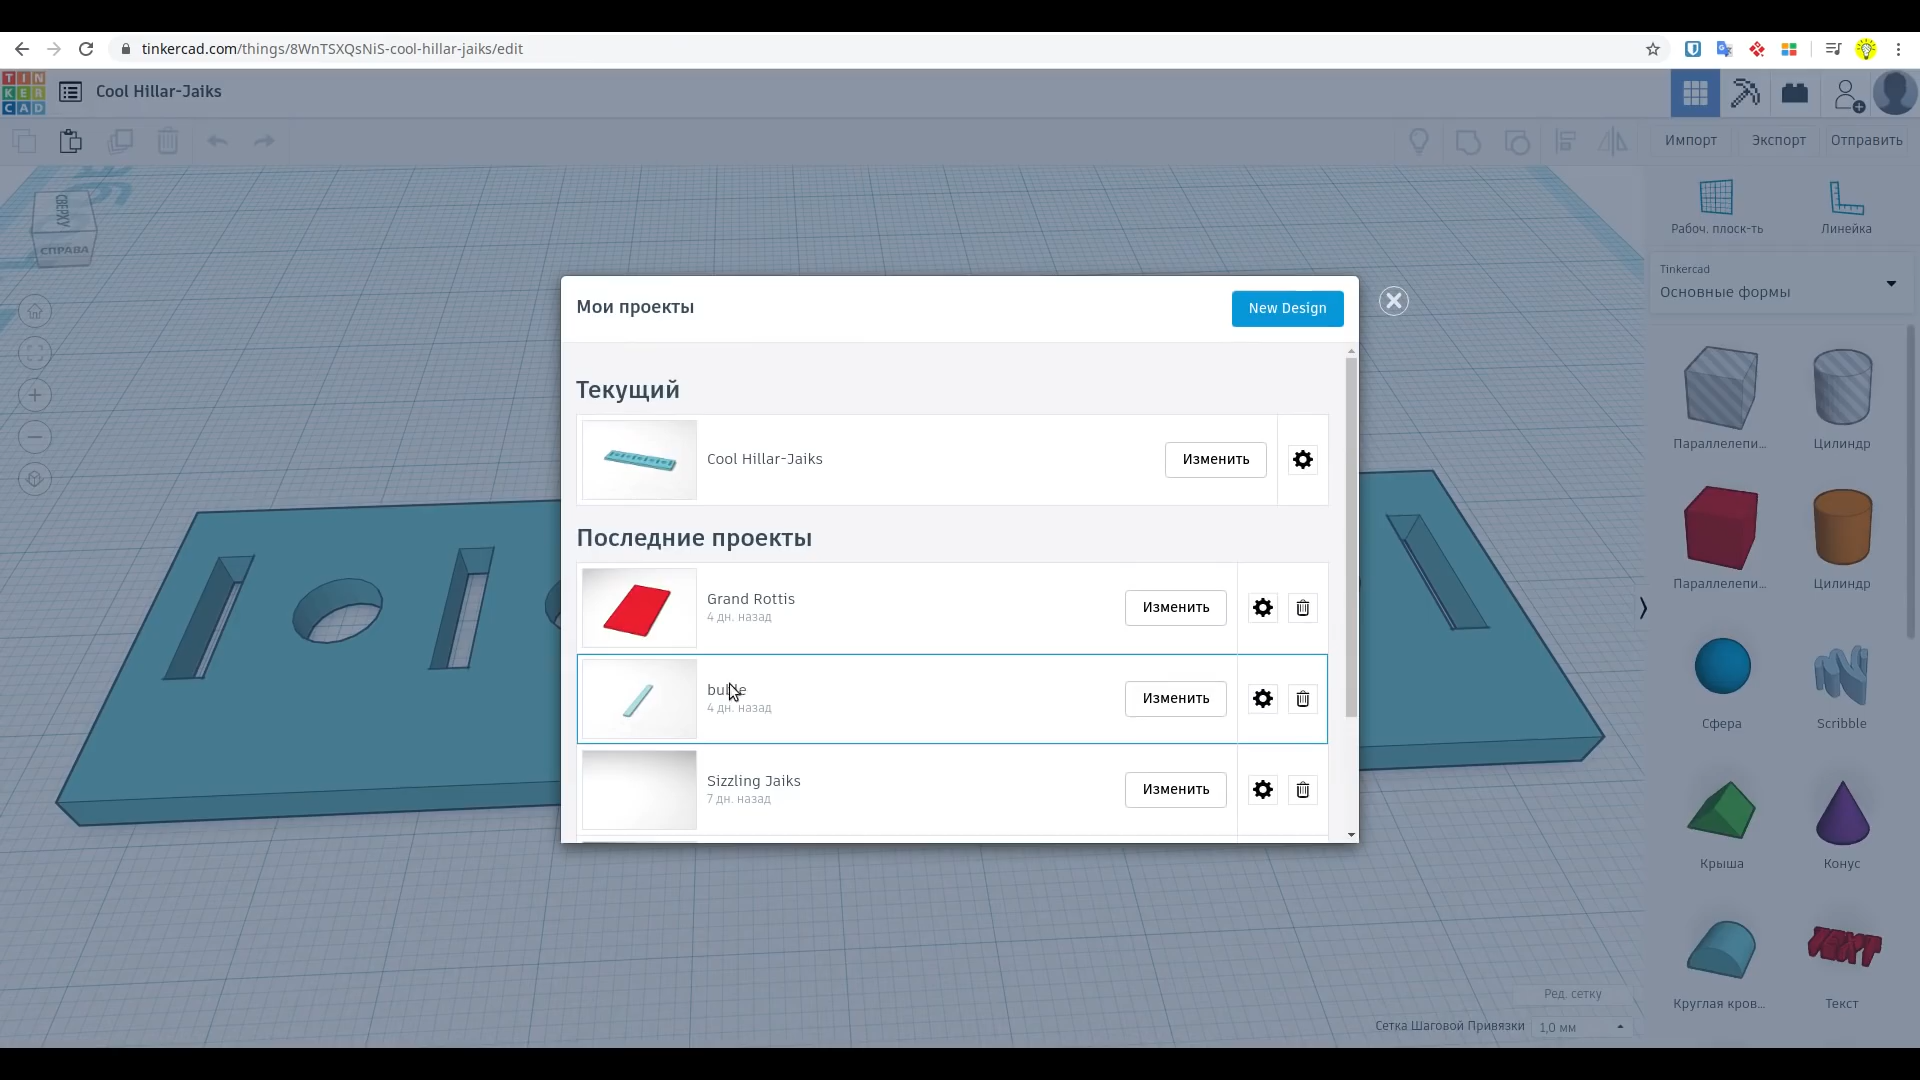 tinkercad.com/things/8WnTSXQsNiS-cool-hillar-jaiks/edit
TIN
KER
CAD
Cool Hillar-Jaiks
Импорт
Экспорт
Отправить
СВЕРХУ
СПРАВА
Рабоч. плоск-ть
Линейка
Tinkercad
Основные формы
Параллелепи...
Цилиндр
Параллелепи...
Цилиндр
Сфера
Scribble
Крыша
Конус
Круглая кров...
TEXT
Текст
Мои проекты
New Design
Текущий
Cool Hillar-Jaiks
Изменить
Последние проекты
Grand Rottis
4 дн. назад
Изменить
4 дн. назад
Изменить
Sizzling Jaiks
7 дн. назад
Изменить
Ред. сетку
Сетка Шаговой Привязки
1,0 мм